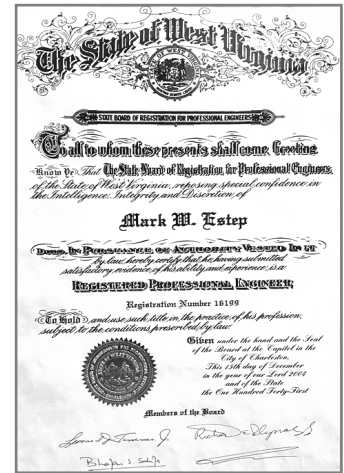 The State of West Virginia
STATE BOARD OF REGISTRATION FOR PROFESSIONAL ENGINEERS
To all to whom these presents shall come, Greeting
Know Ye That The State Board of Registration for Professional Engineers,
of the State of West Virginia, reposing special confidence in
the Intelligence, Integrity, and Discretion, of
Mark W. Estep
Does, In Pursuance of Authority Vested In It
by law, hereby certify that he having submitted
satisfactory evidence of his ability and experience, is a
Registered Professional Engineer,
Registration Number 16199
To Hold and use such title in the practice of his profession,
subject to the conditions prescribed by law
Given under the hand and the Seal
of the Board at the Capitol in the
City of Charleston,
This 15th day of December
in the year of our Lord 2004
and of the State
the One Hundred Forty-First
Members of the Board